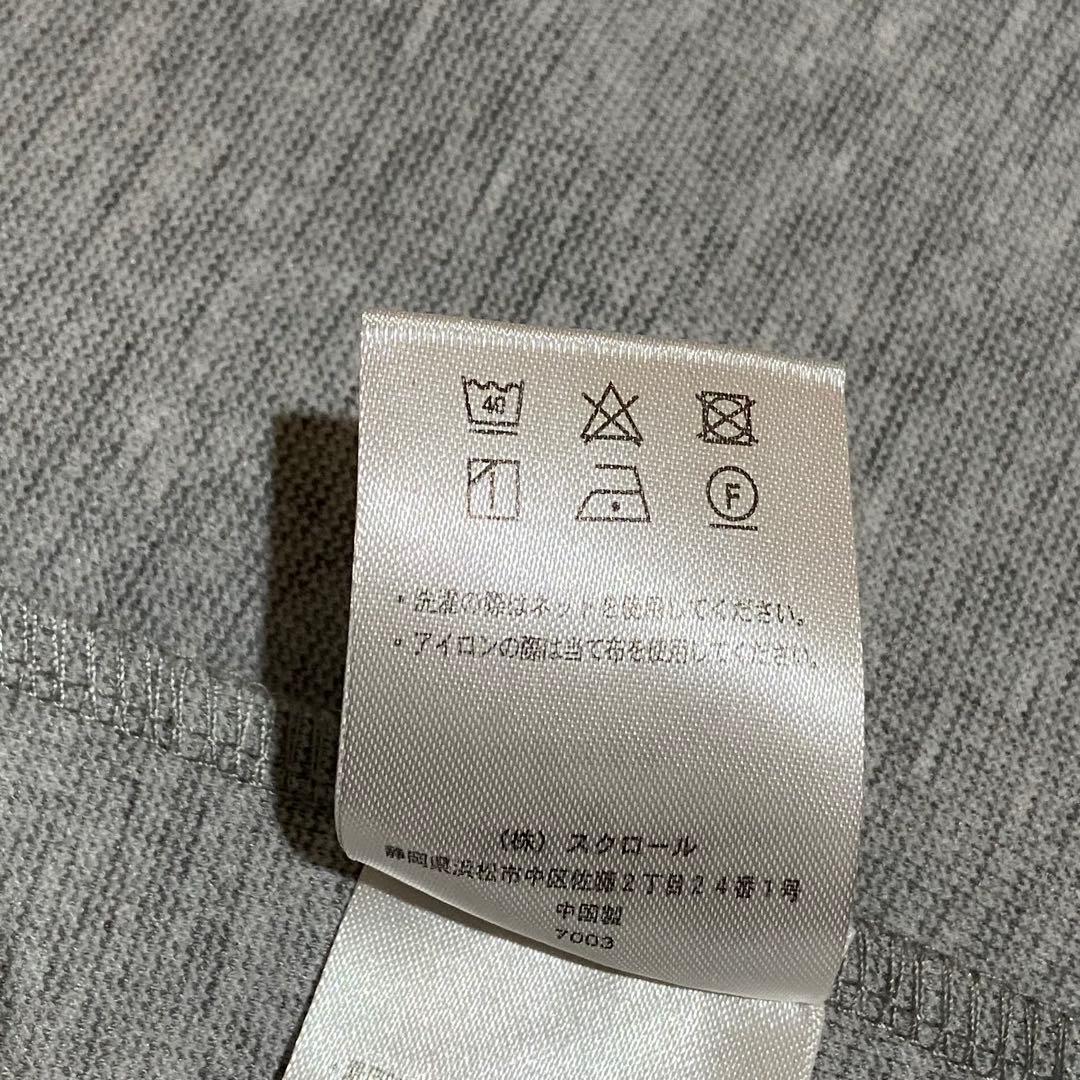 40
F
・洗濯の際はネットを使用してください。
・アイロンの際は当て布を使用してください。
(株) スクロール
静岡県浜松市中区佐藤2丁目24番1号
中国製
7003